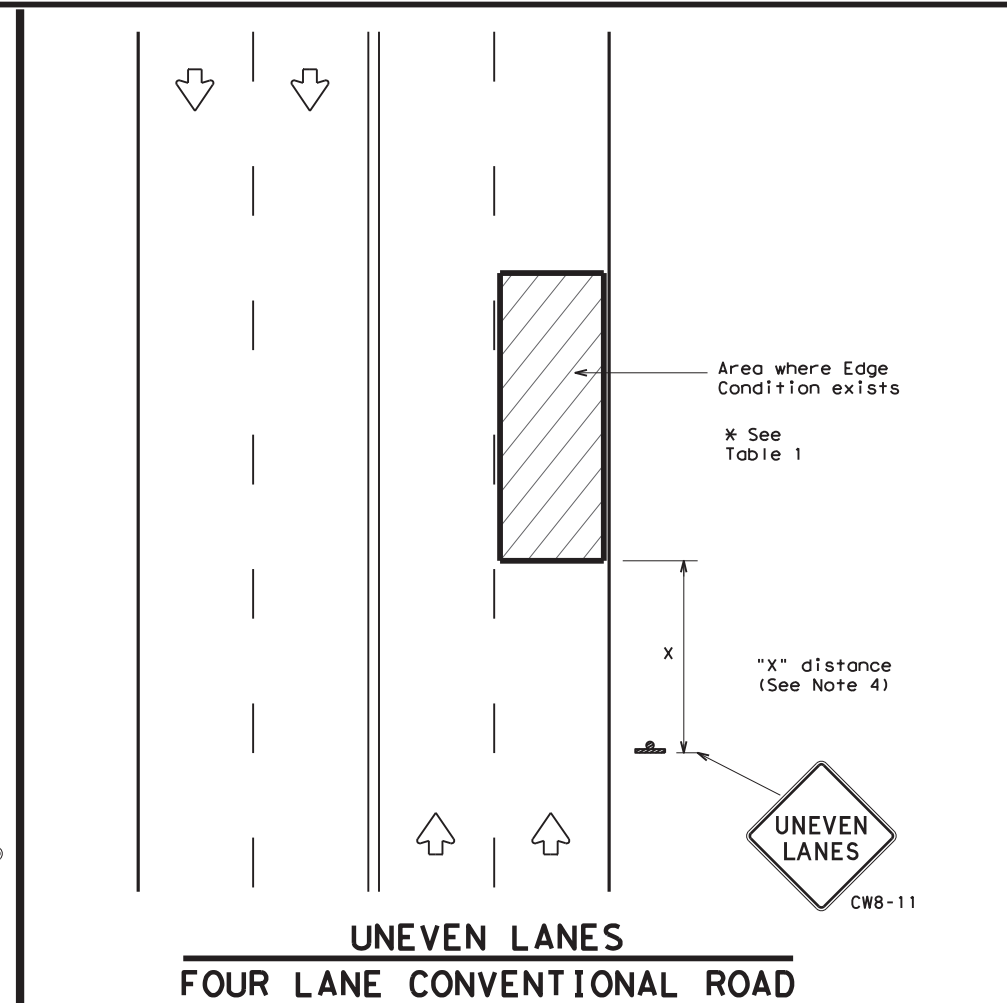 Area where Edge
Condition exists
* See
Table 1
X
"X" distance
(See Note 4)
UNEVEN
LANES
CW8-11
UNEVEN LANES
FOUR LANE CONVENTIONAL ROAD